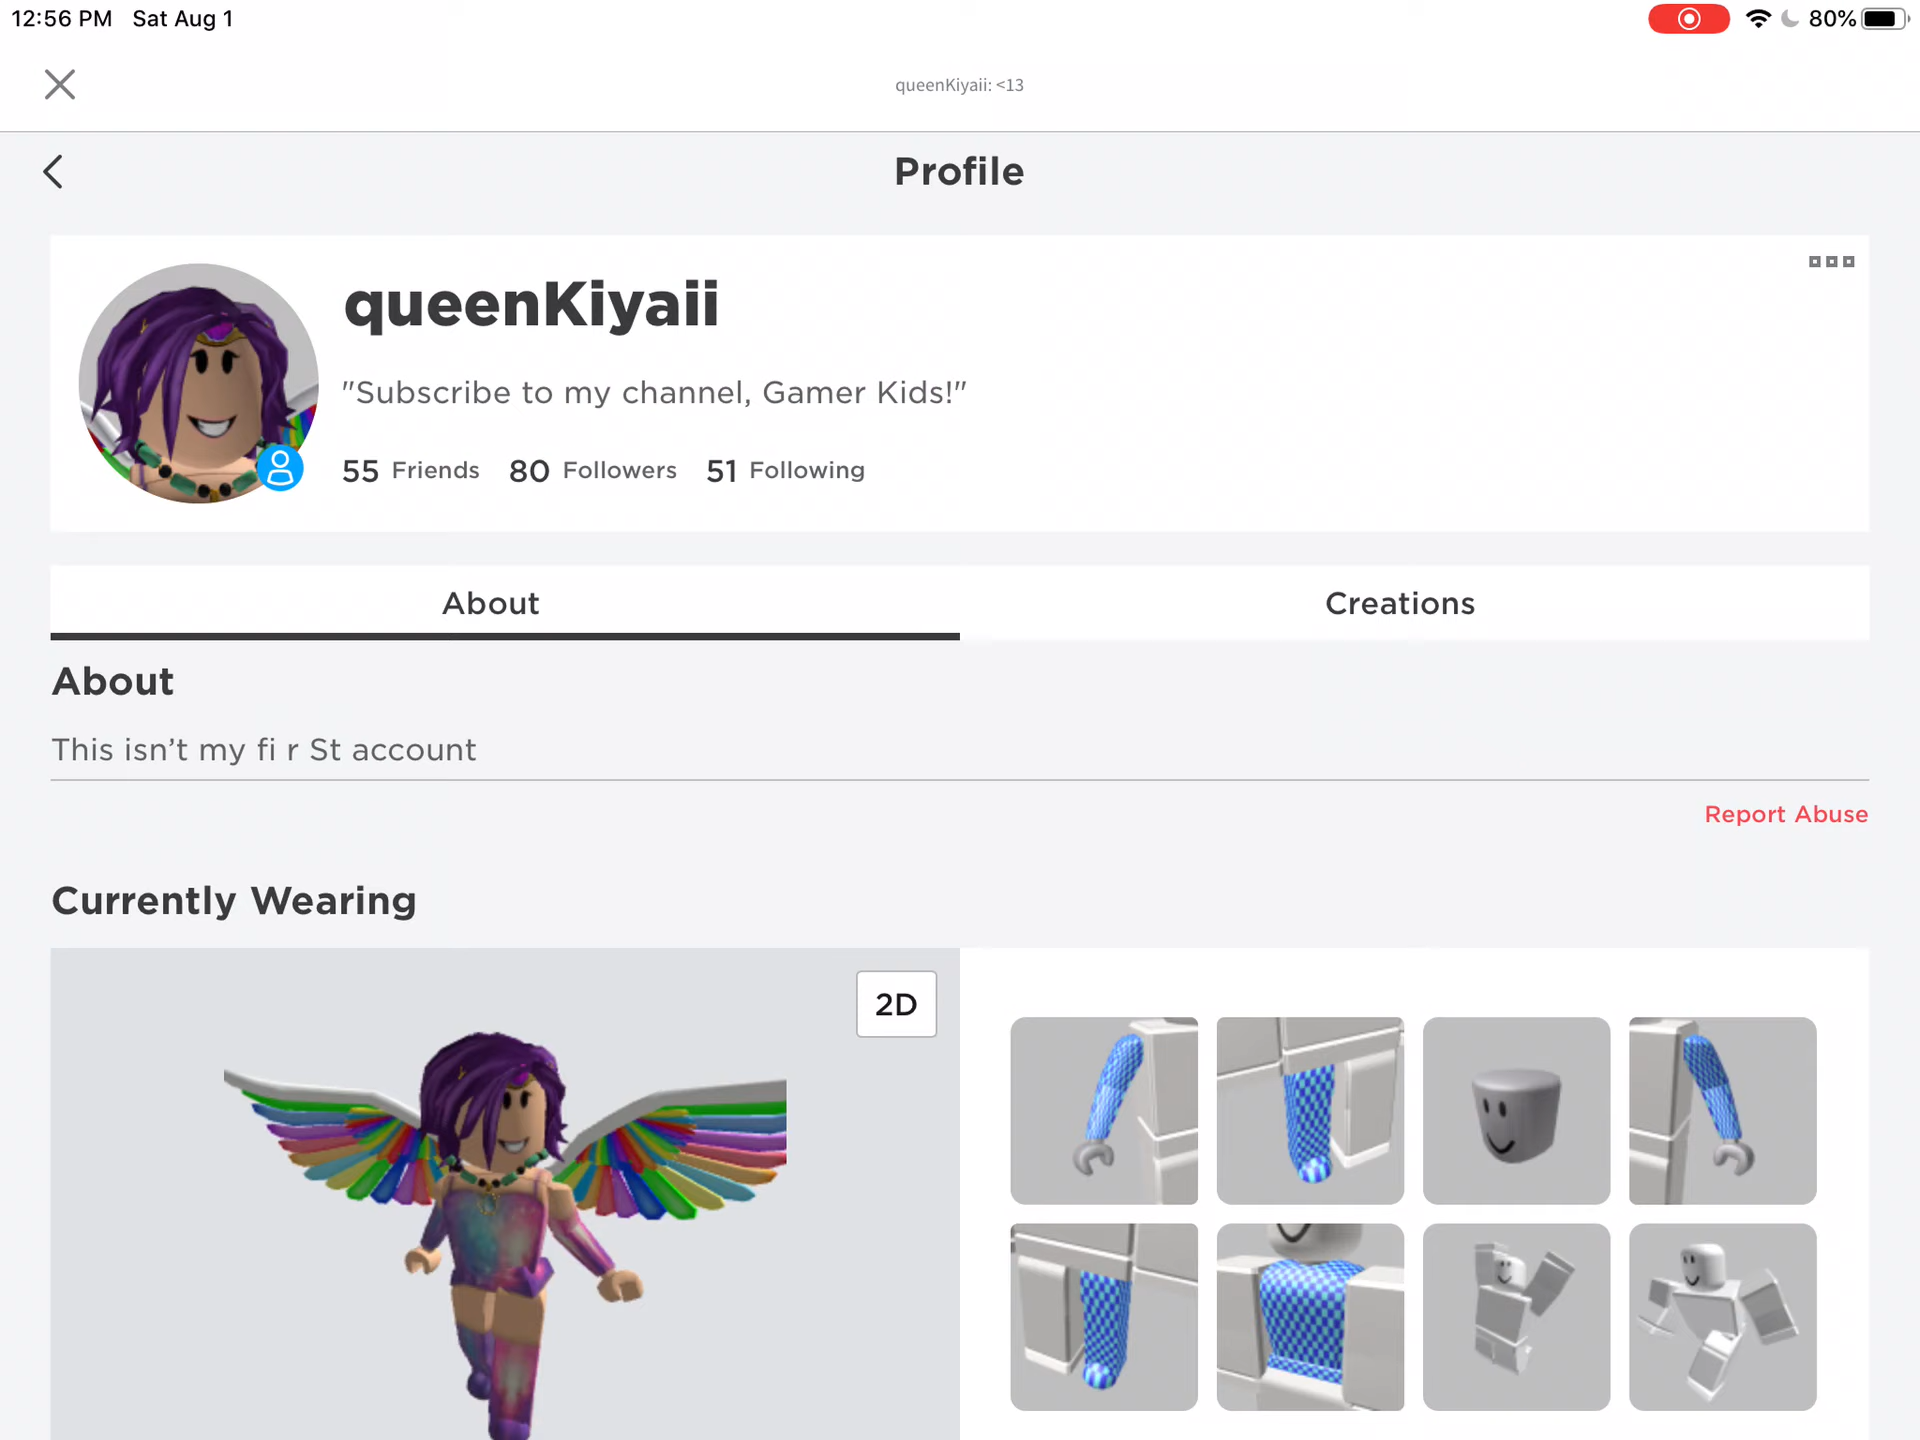 12:56 PM Sat Aug 1 80%
queenKiyaii: <13
Profile
queenKiyaii
"Subscribe to my channel, Gamer Kids!"
55 Friends 80 Followers 51 Following
About Creations
About
This isn’t my fi r St account
Report Abuse
Currently Wearing
2D